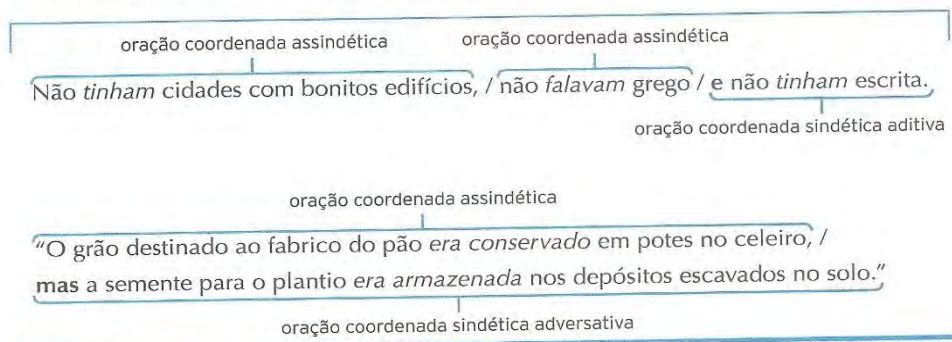 oração coordenada assindética
oração coordenada assindética
Não tinham cidades com bonitos edifícios, / não falavam grego / e não tinham escrita.
oração coordenada sindética aditiva
oração coordenada assindética
"O grão destinado ao fabrico do pão era conservado em potes no celeiro, /
mas a semente para o plantio era armazenada nos depósitos escavados no solo."
oração coordenada sindética adversativa